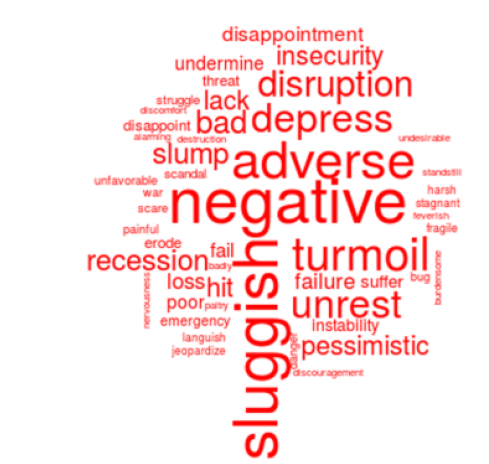 disappointment
undermine insecurity
threat disruption
struggle lack
discomfort
disappoint bad depress
alarming destruction undesirable
slump adverse
scandal standstill
unfavorable
war negative harsh
scare stagnant
feverish
painful fragile
erode fail turmoil
recession badly
nervousness loss hit sluggish failure suffer bug burdensome
poor paltry unrest
emergency instability
languish danger pessimistic
jeopardize
discouragement